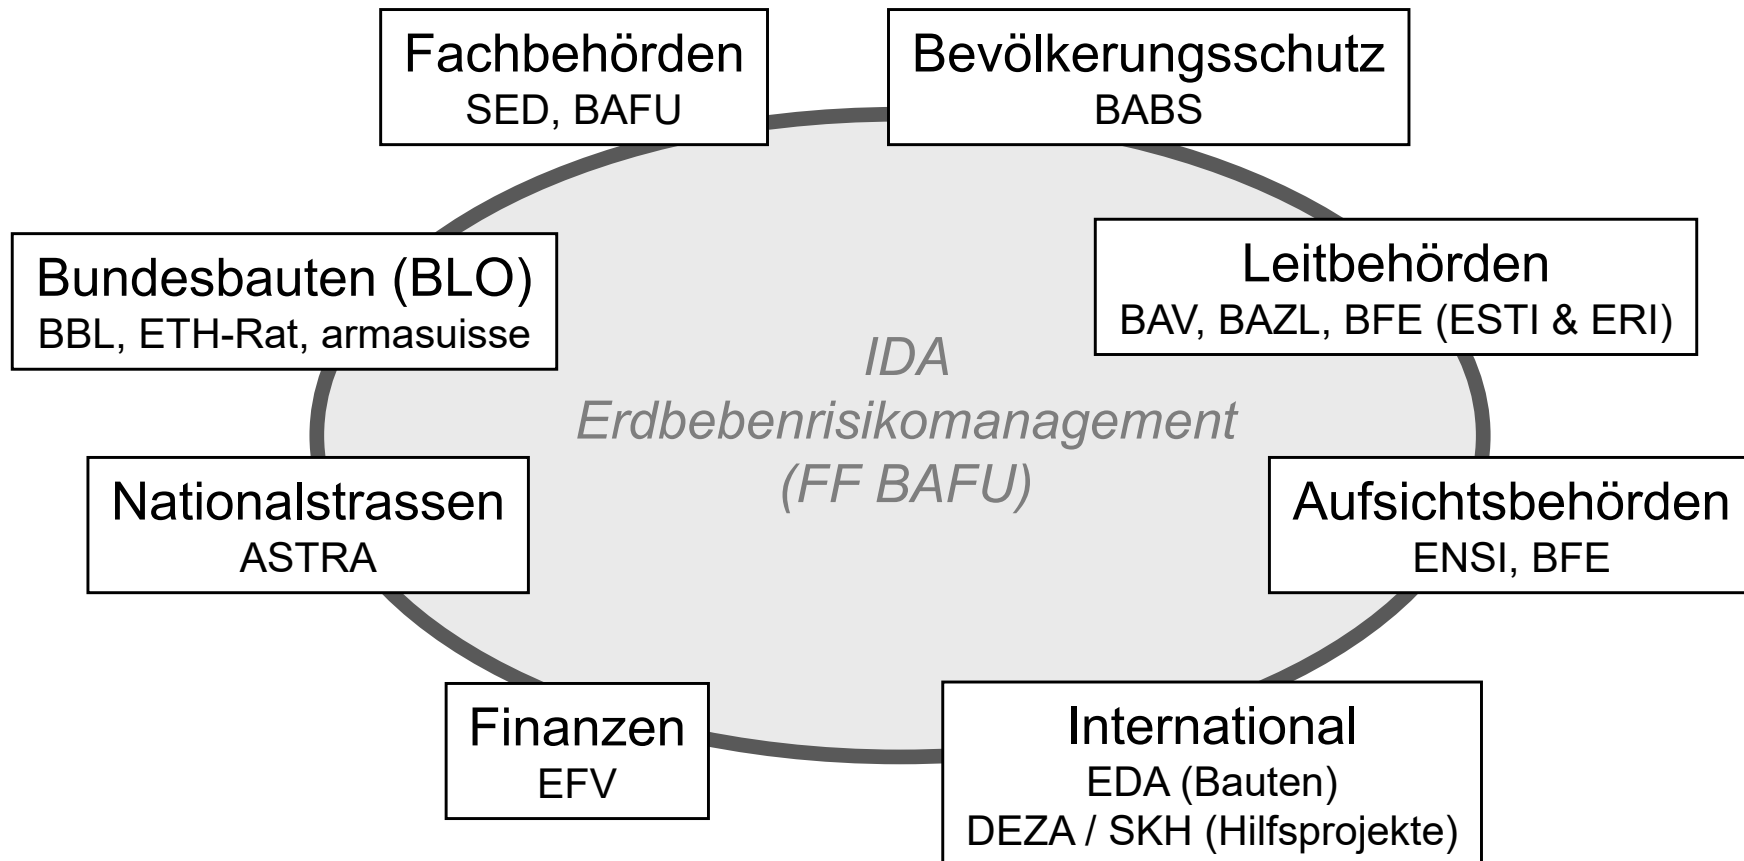 Fachbehörden
SED, BAFU
Bevölkerungsschutz
BABS
Bundesbauten (BLO)
BBL, ETH-Rat, armasuisse
Leitbehörden
BAV, BAZL, BFE (ESTI & ERI)
IDA
Erdbebenrisikomanagement
(FF BAFU)
Nationalstrassen
ASTRA
Aufsichtsbehörden
ENSI, BFE
Finanzen
EFV
International
EDA (Bauten)
DEZA / SKH (Hilfsprojekte)